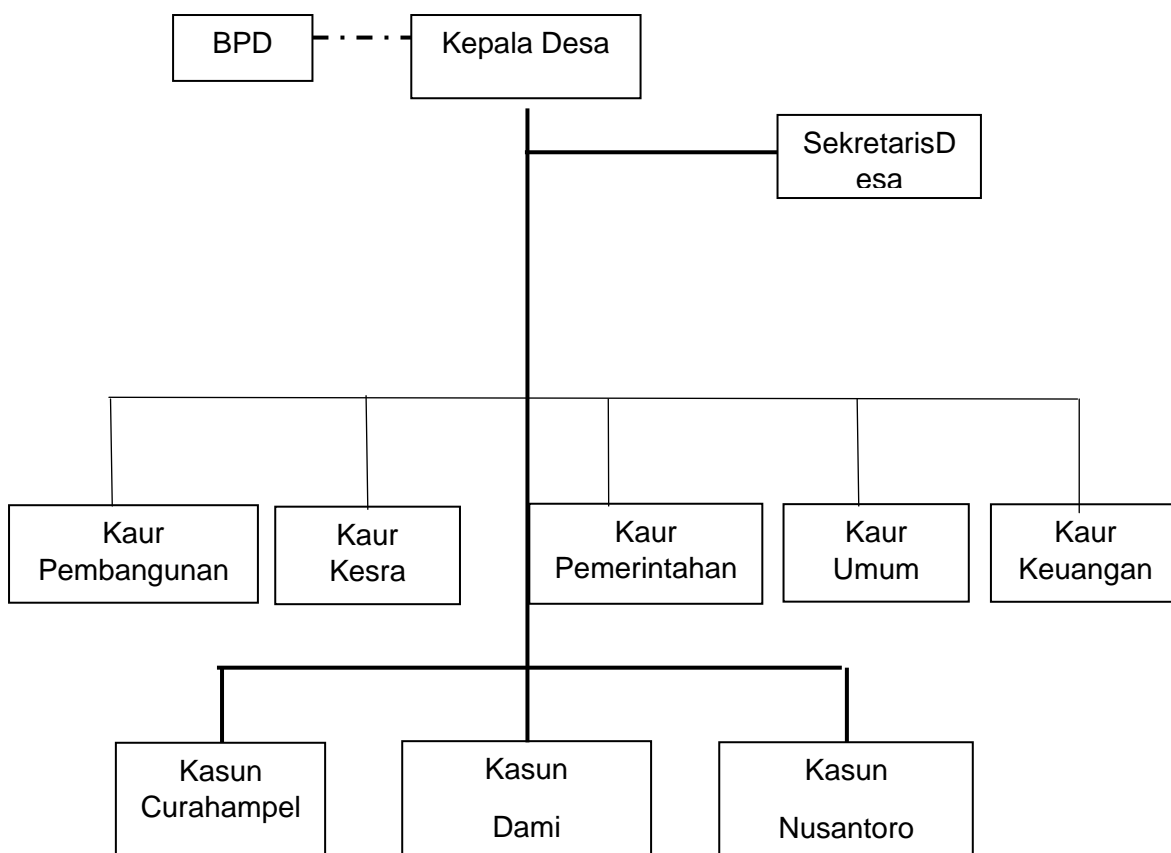 BPD
Kepala Desa
SekretarisD
esa
Kaur
Pembangunan
Kaur
Kesra
Kaur
Pemerintahan
Kaur
Umum
Kaur
Keuangan
Kasun
Curahampel
Kasun
Dami
Kasun
Nusantoro